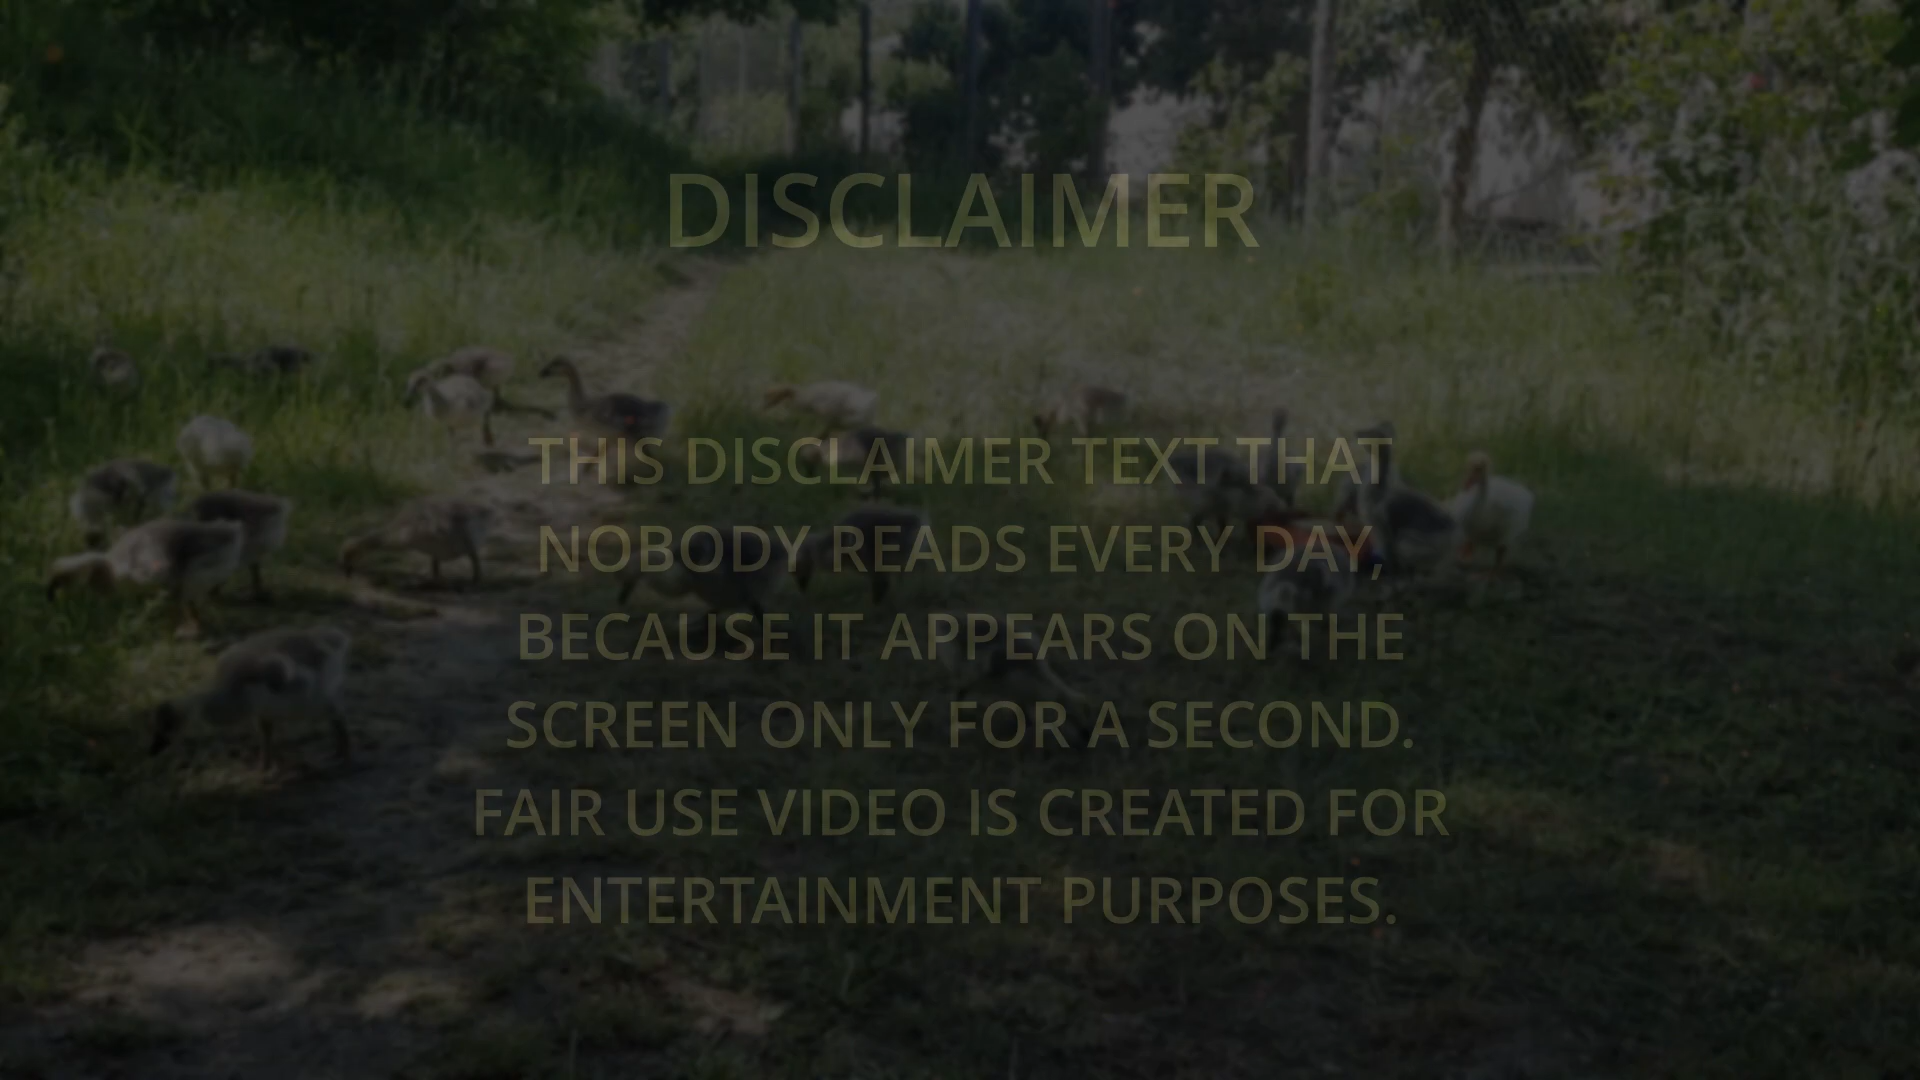 DISCLAIMER
THIS DISCLAIMER TEXT THAT
NOBODY READS EVERY DAY,
BECAUSE IT APPEARS ON THE
SCREEN ONLY FOR A SECOND.
FAIR USE VIDEO IS CREATED FOR
ENTERTAINMENT PURPOSES.